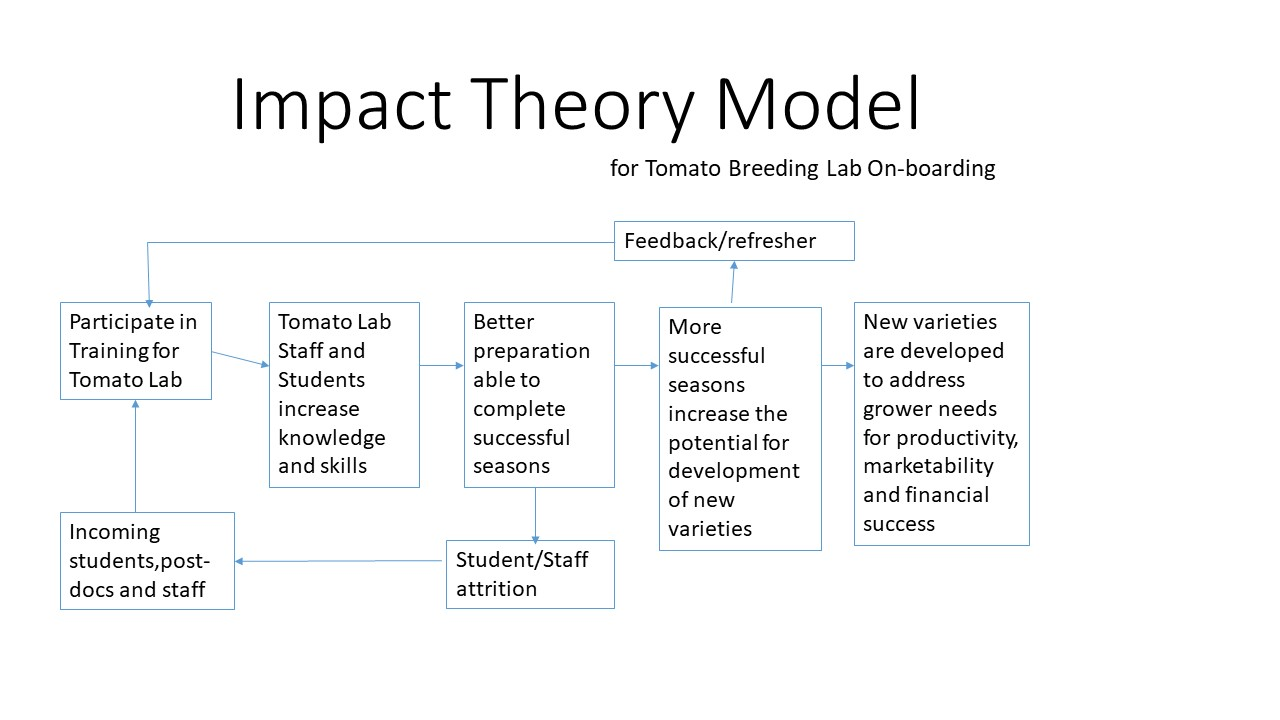 Impact Theory Model
for Tomato Breeding Lab On-boarding
Feedback/refresher
Participate in
Training for
Tomato Lab
Tomato Lab
Staff and
Students
increase
knowledge
and skills
Better
preparation
able to
complete
successful
seasons
More
successful
seasons
increase the
potential for
development
of new
varieties
New varieties
are developed
to address
grower needs
for productivity,
marketability
and financial
success
Incoming
students,post-
docs and staff
Student/Staff
attrition